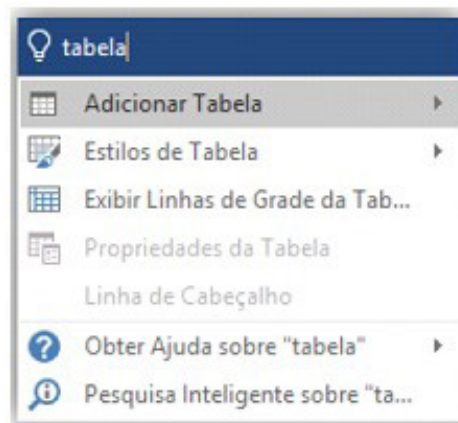 tabela
Adicionar Tabela
Estilos de Tabela
Exibir Linhas de Grade da Tab...
Propriedades da Tabela
Linha de Cabeçalho
Obter Ajuda sobre "tabela"
Pesquisa Inteligente sobre "ta...